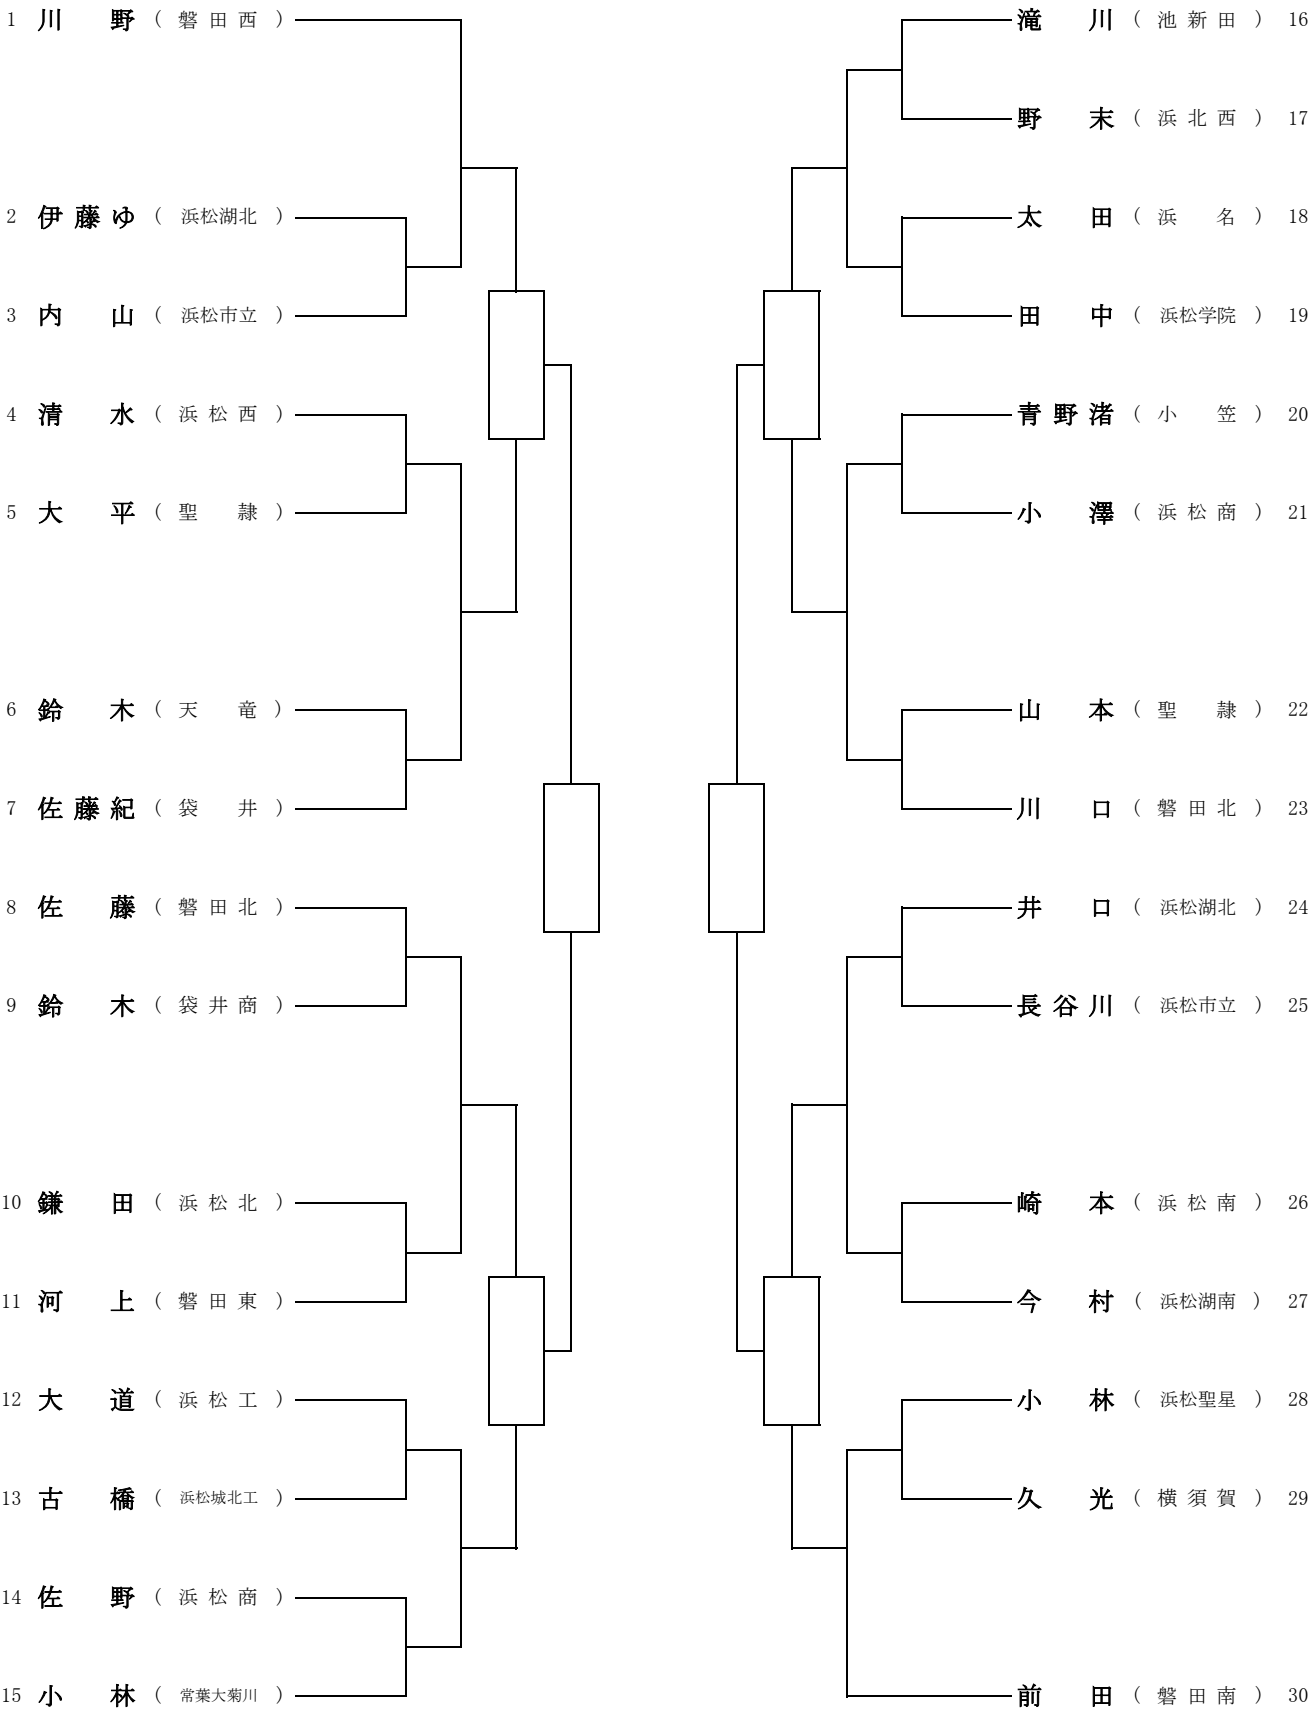 1 川野 ( 磐田西 )
2 伊藤ゆ ( 浜松湖北 )
3 内山 ( 浜松市立 )
4 清水 ( 浜松西 )
5 大平 ( 聖隷 )
6 鈴木 ( 天竜 )
7 佐藤紀 ( 袋井 )
8 佐藤 ( 磐田北 )
9 鈴木 ( 袋井商 )
10 鎌田 ( 浜松北 )
11 河上 ( 磐田東 )
12 大道 ( 浜松工 )
13 古橋 ( 浜松城北工 )
14 佐野 ( 浜松商 )
15 小林 ( 常葉大菊川 )
滝川 ( 池新田 ) 16
野末 ( 浜北西 ) 17
太田 ( 浜名 ) 18
田中 ( 浜松学院 ) 19
青野渚 ( 小笠 ) 20
小澤 ( 浜松商 ) 21
山本 ( 聖隷 ) 22
川口 ( 磐田北 ) 23
井口 ( 浜松湖北 ) 24
長谷川 ( 浜松市立 ) 25
崎本 ( 浜松南 ) 26
今村 ( 浜松湖南 ) 27
小林 ( 浜松聖星 ) 28
久光 ( 横須賀 ) 29
前田 ( 磐田南 ) 30